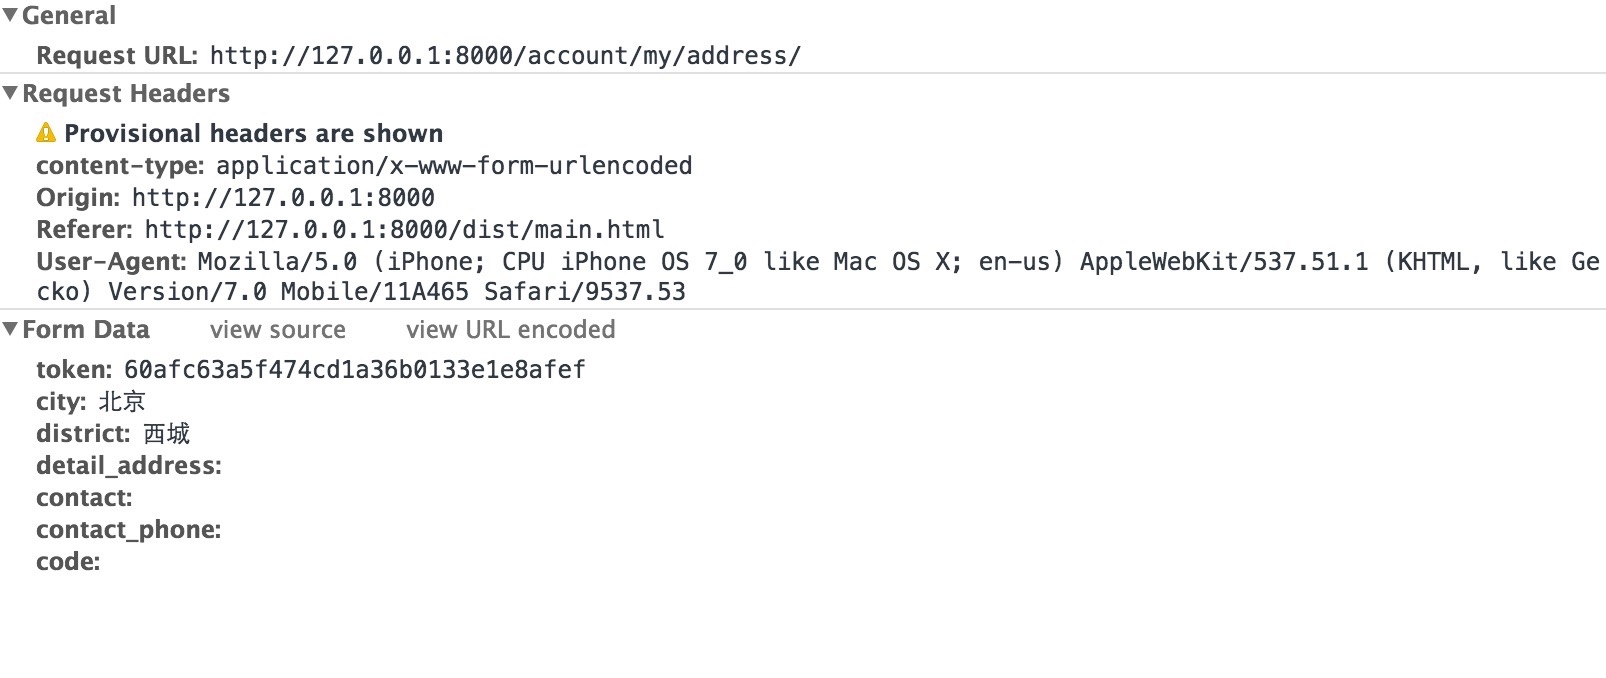 General
Request URL: http://127.0.0.1:8000/account/my/address/
Request Headers
Provisional headers are shown
content-type: application/x-www-form-urlencoded
Origin: http://127.0.0.1:8000
Referer: http://127.0.0.1:8000/dist/main.html
User-Agent: Mozilla/5.0 (iPhone; CPU iPhone OS 7_0 like Mac OS X; en-us) AppleWebKit/537.51.1 (KHTML, like Ge
cko) Version/7.0 Mobile/11A465 Safari/9537.53
Form Data view source view URL encoded
token: 60afc63a5f474cd1a36b0133e1e8afef
city: 北京
district: 西城
detail_address:
contact:
contact_phone:
code: